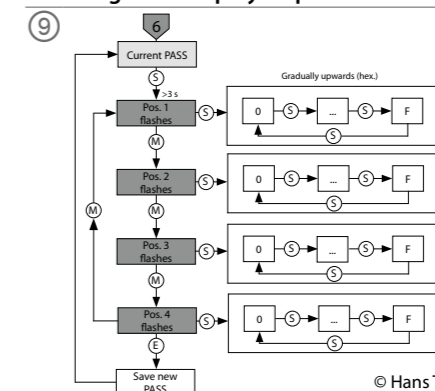 9
6
Current PASS
S
>3 s
Gradually upwards (hex.)
Pos. 1
flashes
S
0
S
...
S
F
S
M
Pos. 2
flashes
S
0
S
...
S
F
S
M
M
Pos. 3
flashes
S
0
S
...
S
F
S
M
Pos. 4
flashes
S
0
S
...
S
F
S
E
Save new
PASS
© Hans